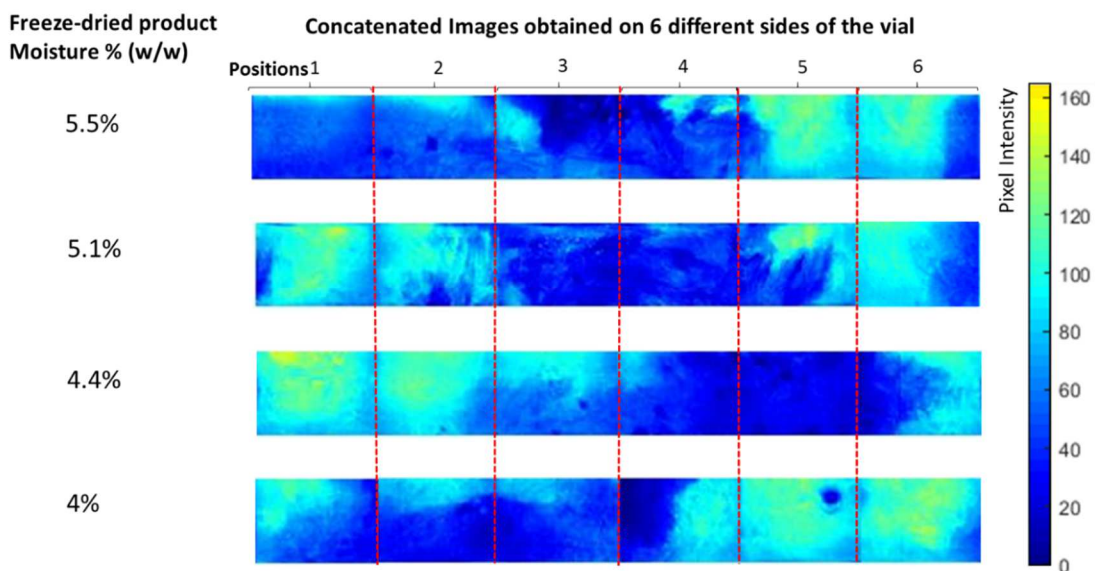 Freeze-dried product
Moisture % (w/w)
Concatenated Images obtained on 6 different sides of the vial
Positions 1 2 3 4 5 6
5.5%
5.1%
4.4%
4%
160
140
120
100
80
60
40
20
0
Pixel Intensity